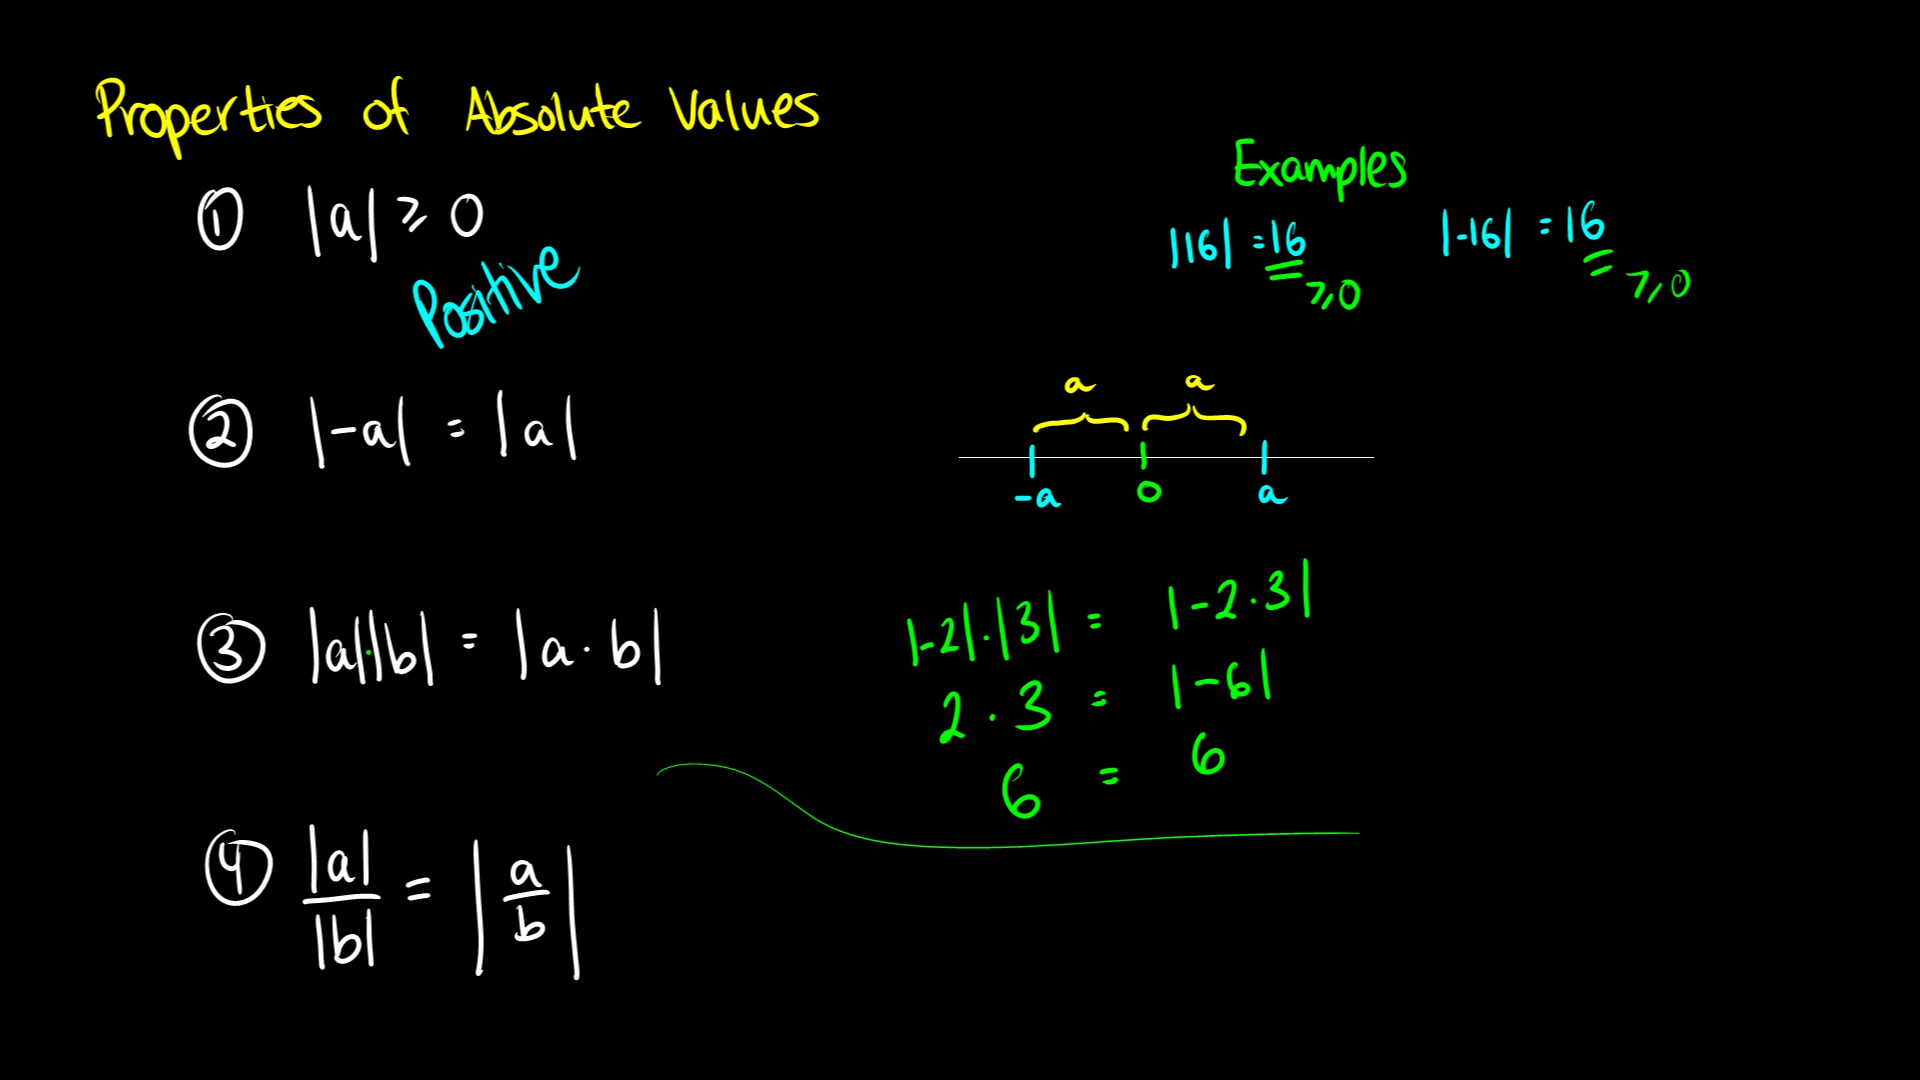 Properties of Absolute Values
Examples
① |a| ≥ 0
Positive
|16| = 16 ≥0
|-16| = 16 ≥0
② |-a| = |a|
a a
-a 0 a
③ |a|·|b| = |a · b|
|-2|·|3| = |-2·3|
2 · 3 = |-6|
6 = 6
④ |a|/|b| = |a/b|